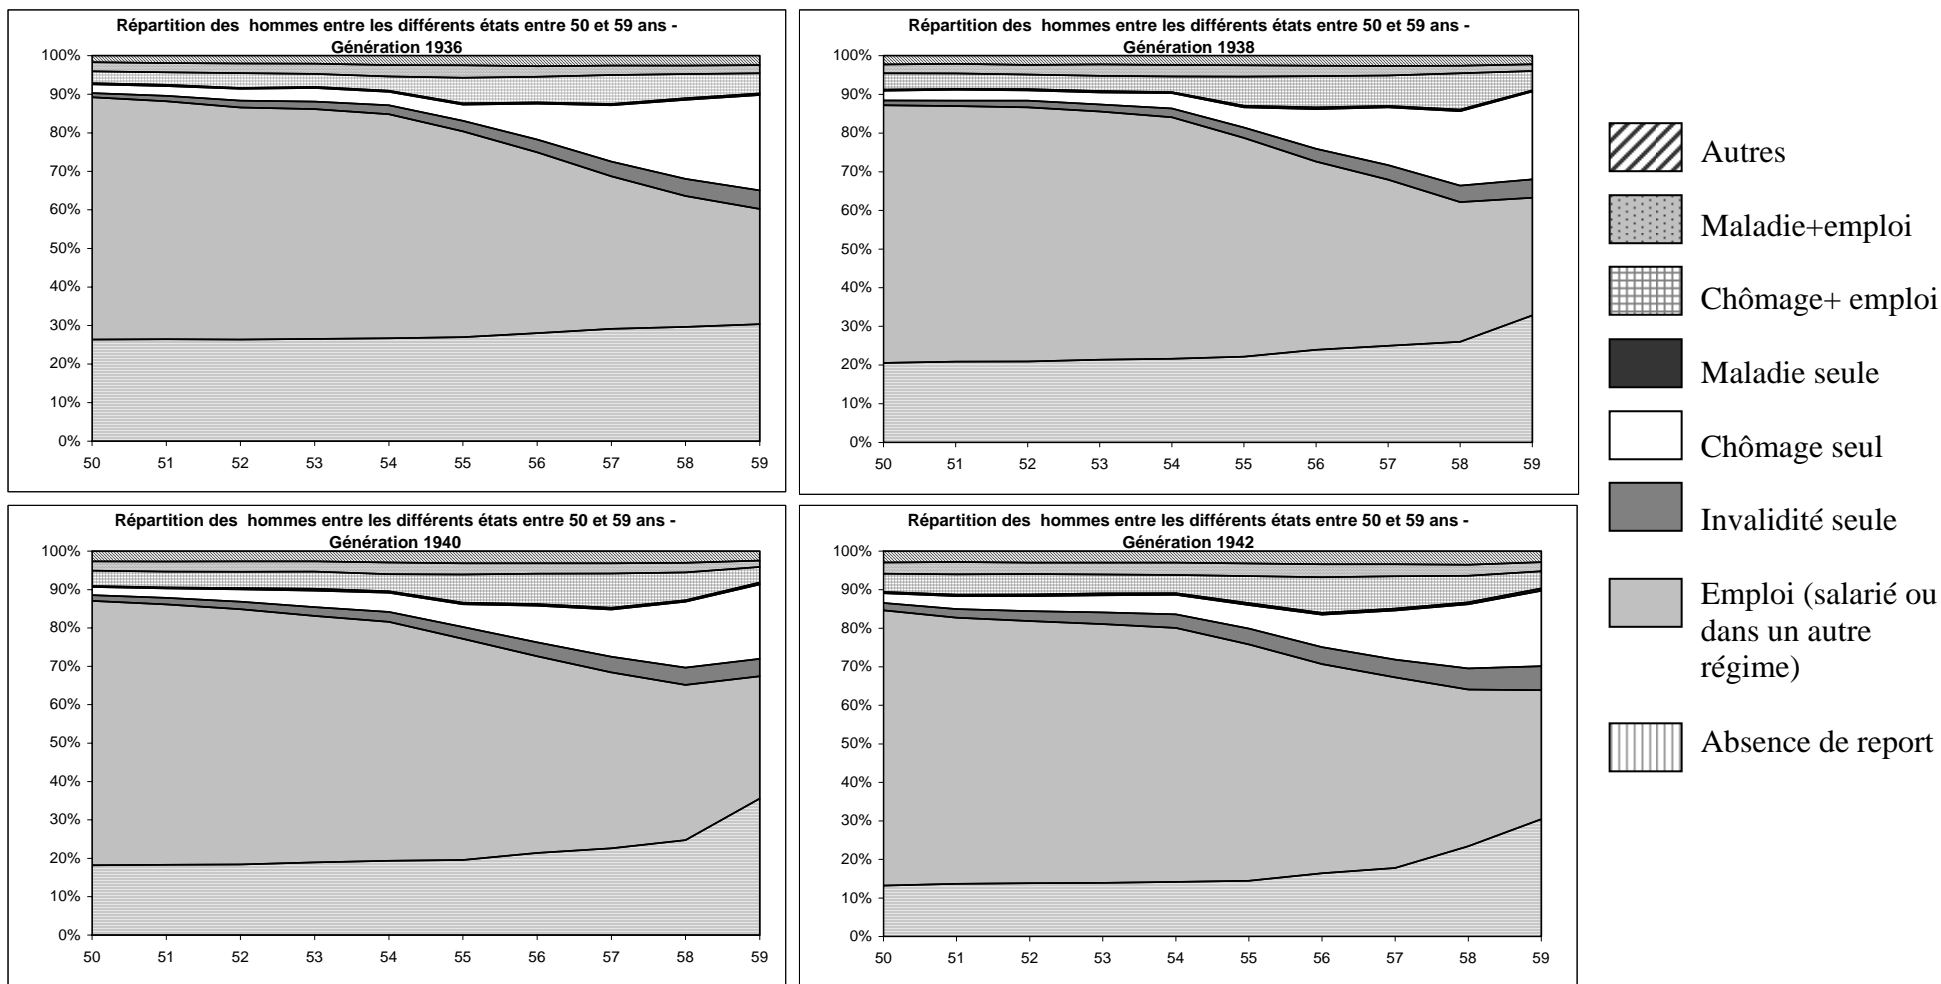 Répartition des hommes entre les différents états entre 50 et 59 ans -
Génération 1936
100%
90%
80%
70%
60%
50%
40%
30%
20%
10%
0%
50 51 52 53 54 55 56 57 58 59
Répartition des hommes entre les différents états entre 50 et 59 ans -
Génération 1938
100%
90%
80%
70%
60%
50%
40%
30%
20%
10%
0%
50 51 52 53 54 55 56 57 58 59
Répartition des hommes entre les différents états entre 50 et 59 ans -
Génération 1940
100%
90%
80%
70%
60%
50%
40%
30%
20%
10%
0%
50 51 52 53 54 55 56 57 58 59
Répartition des hommes entre les différents états entre 50 et 59 ans -
Génération 1942
100%
90%
80%
70%
60%
50%
40%
30%
20%
10%
0%
50 51 52 53 54 55 56 57 58 59
Autres
Maladie+emploi
Chômage+ emploi
Maladie seule
Chômage seul
Invalidité seule
Emploi (salarié ou
dans un autre
régime)
Absence de report